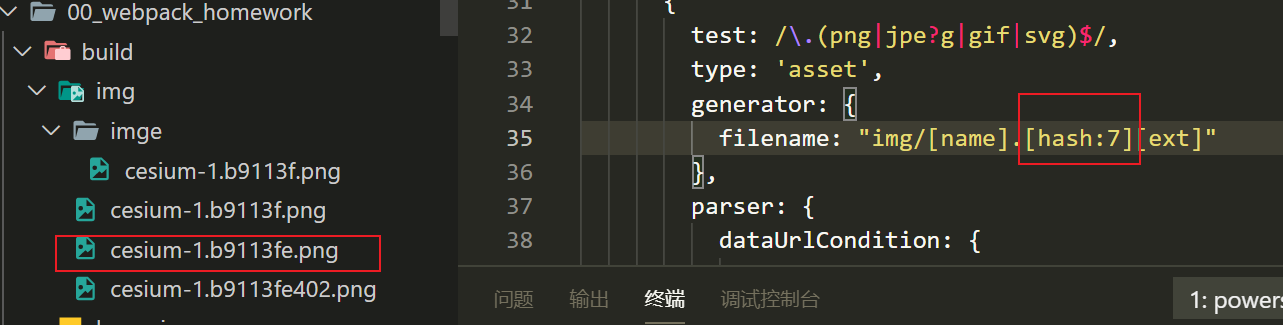 00_webpack_homework
build
img
imge
cesium-1.b9113f.png
cesium-1.b9113f.png
cesium-1.b9113fe.png
cesium-1.b9113fe402.png
31 {
32 test: /\.(png|jpe?g|gif|svg)$/,
33 type: 'asset',
34 generator: {
35 filename: "img/[name].[hash:7][ext]"
36 },
37 parser: {
38 dataUrlCondition: {
问题 输出 终端 调试控制台 1: powers